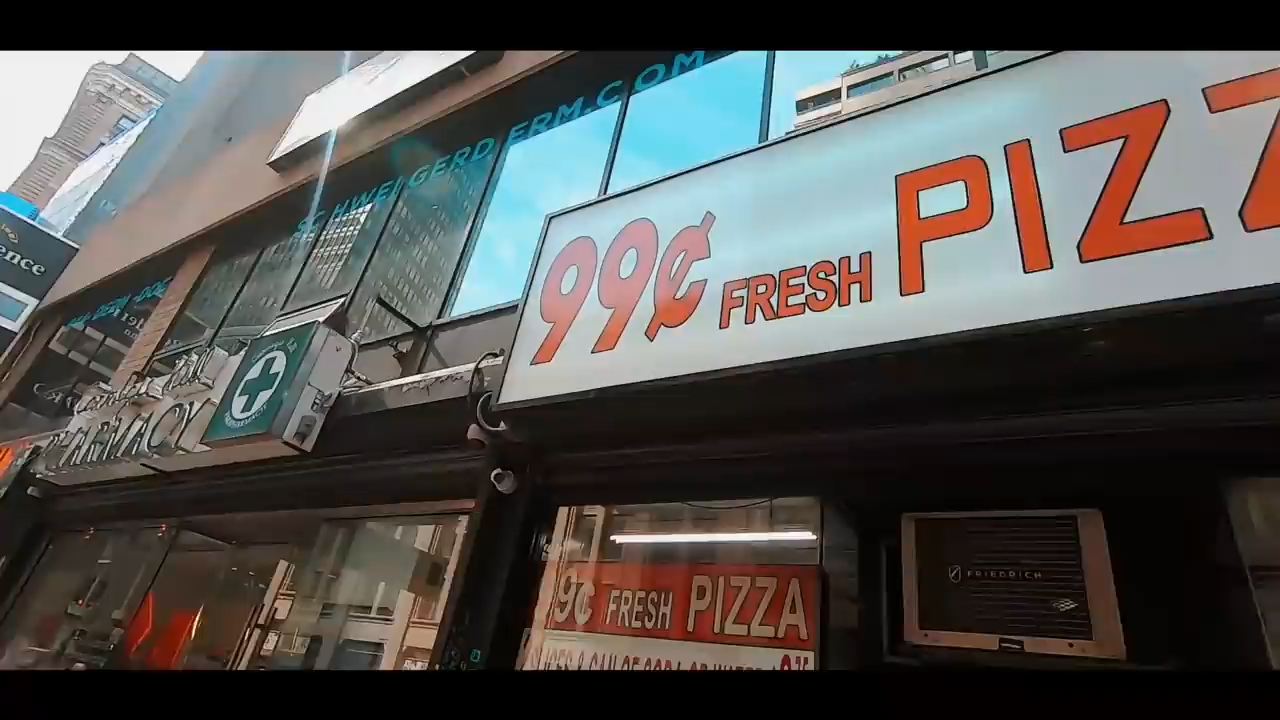 SCHWEIGERDERM.COM
ence
99¢ FRESH PIZZ
PHARMACY
FRIEDRICH
9¢ FRESH PIZZA